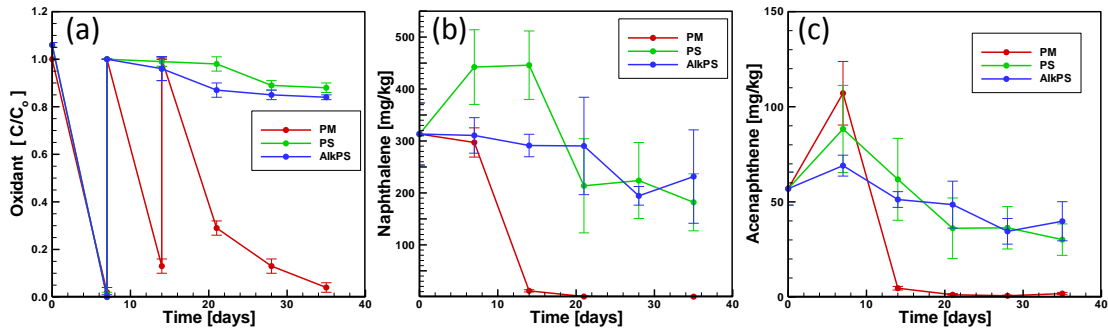 (a)
Oxidant [ C/Co ]
1.2
1.0
0.8
0.6
0.4
0.2
0.0
0 10 20 30 40
Time [days]
PM
PS
AlkPS
(b)
Naphthalene [mg/kg]
500
400
300
200
100
0 10 20 30 40
Time [days]
PM
PS
AlkPS
(c)
Acenaphthene [mg/kg]
150
100
50
0
0 10 20 30 40
Time [days]
PM
PS
AlkPS